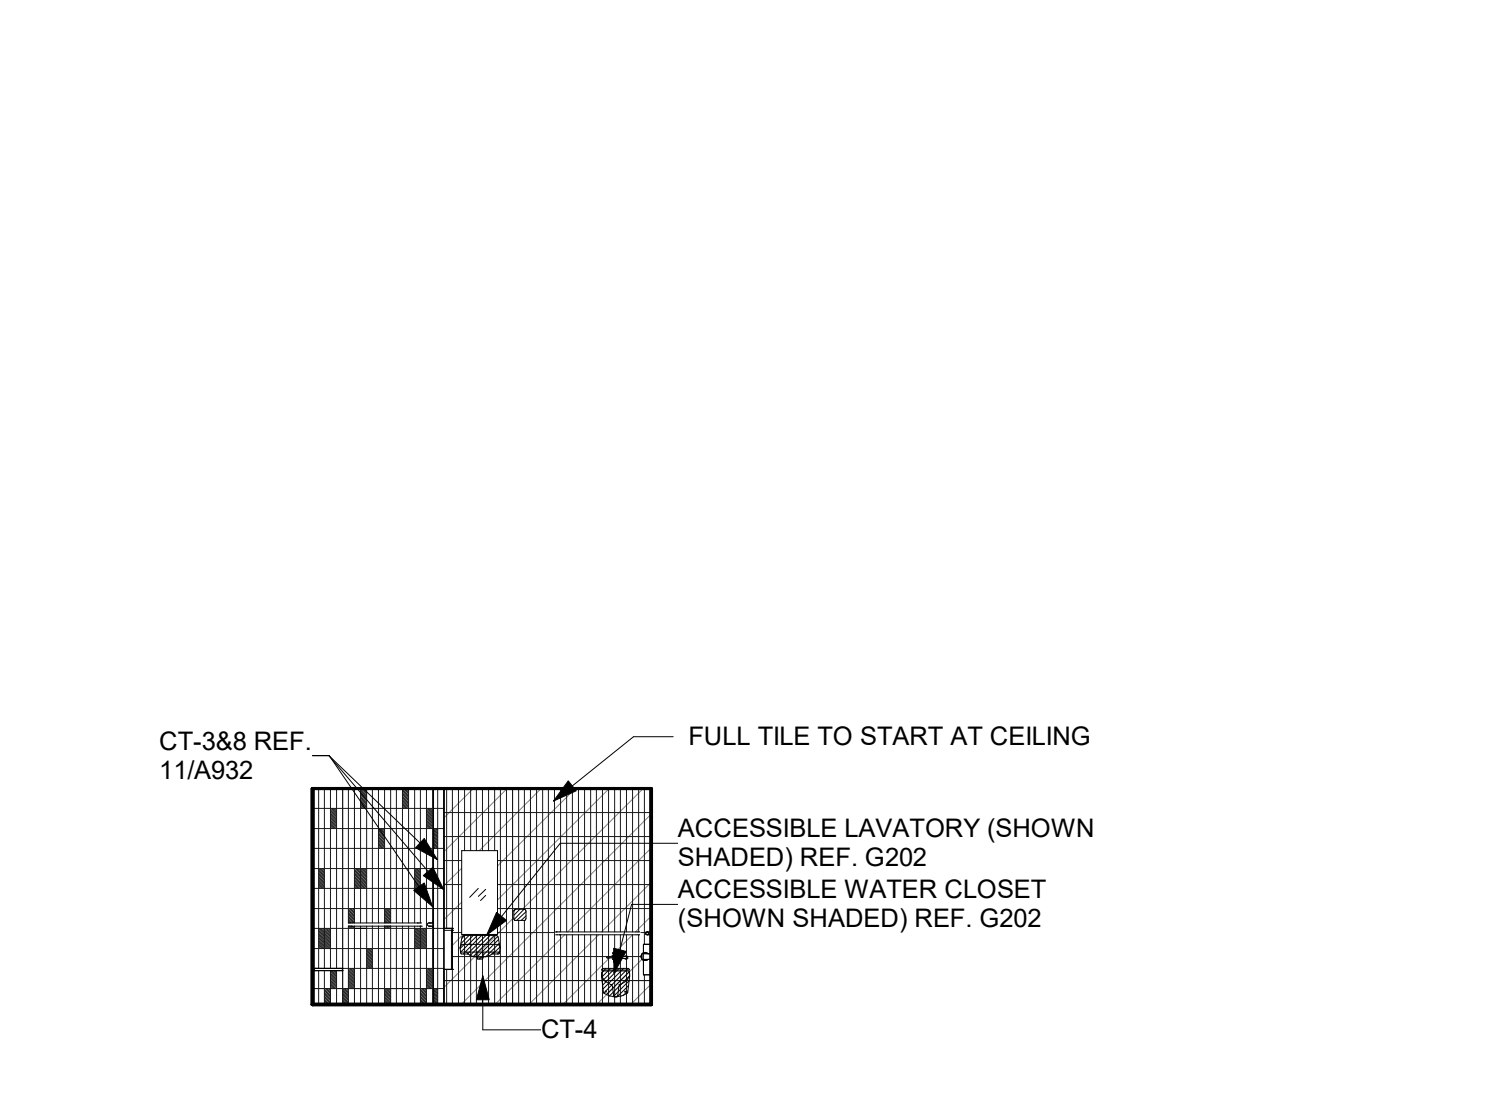 CT-3&8 REF.
11/A932
FULL TILE TO START AT CEILING
ACCESSIBLE LAVATORY (SHOWN
SHADED) REF. G202
ACCESSIBLE WATER CLOSET
(SHOWN SHADED) REF. G202
CT-4